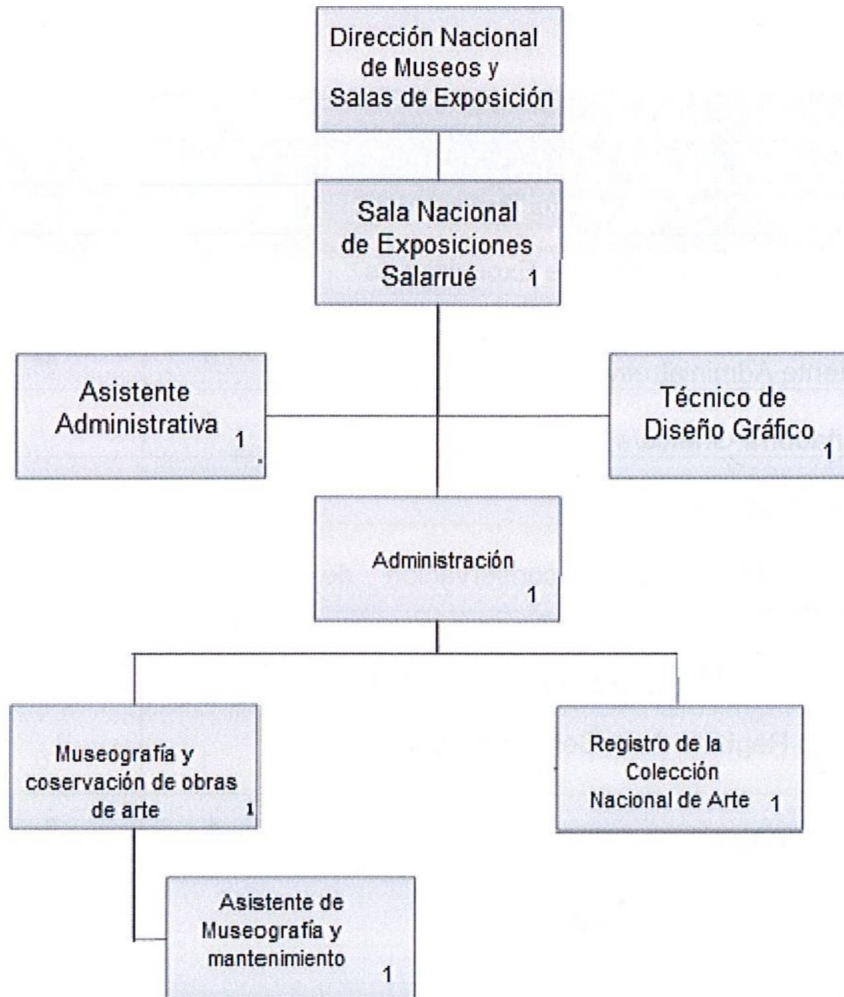 Dirección Nacional
de Museos y
Salas de Exposición
Sala Nacional
de Exposiciones
Salarrué 1
Asistente
Administrativa
1
Técnico de
Diseño Gráfico
1
Administración
1
Museografía y
coservación de obras
de arte 1
Registro de la
Colección
Nacional de Arte 1
Asistente de
Museografía y
mantenimiento
1